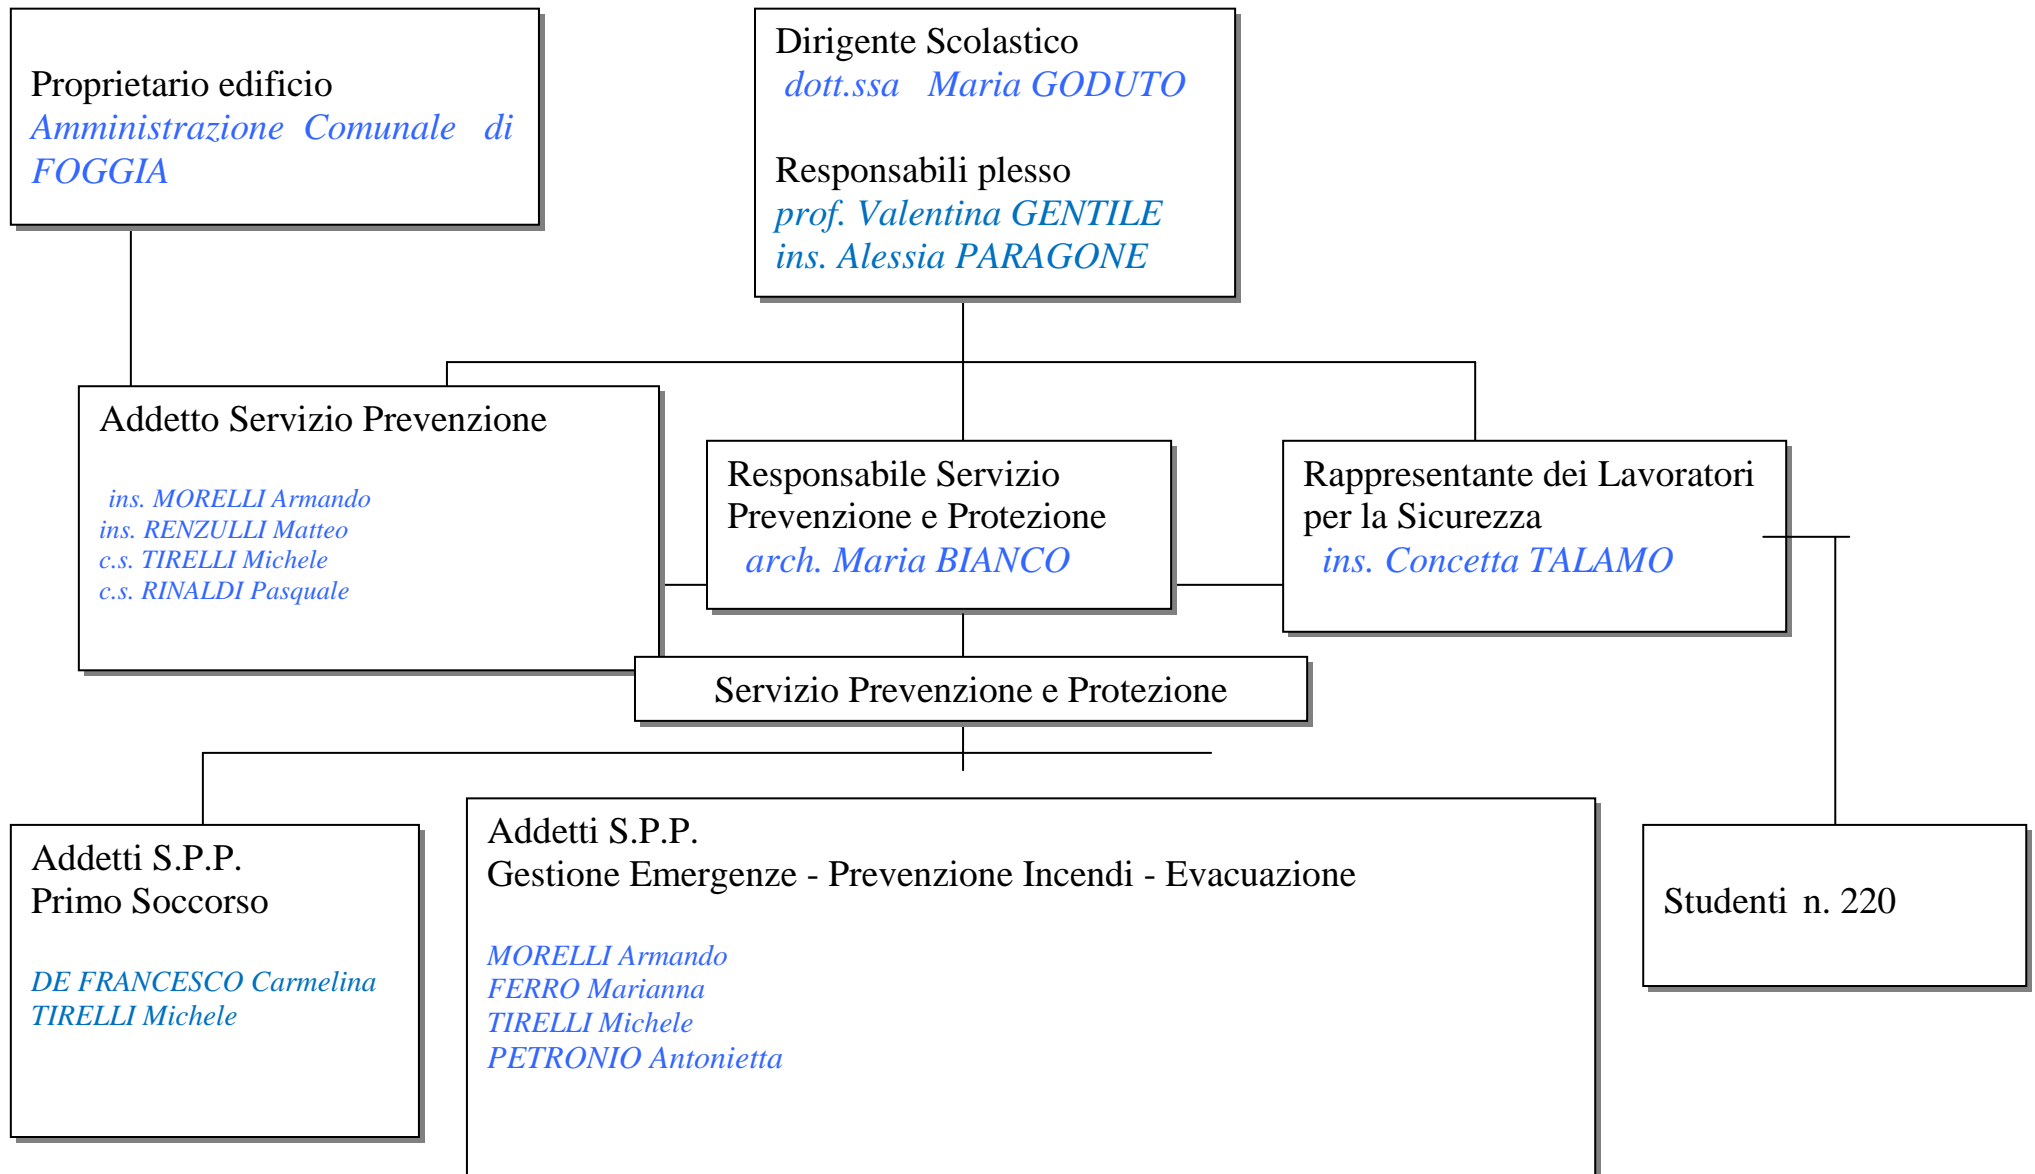 Proprietario edificio
Amministrazione Comunale di
FOGGIA
Dirigente Scolastico
dott.ssa Maria GODUTO
Responsabili plesso
prof. Valentina GENTILE
ins. Alessia PARAGONE
Addetto Servizio Prevenzione
ins. MORELLI Armando
ins. RENZULLI Matteo
c.s. TIRELLI Michele
c.s. RINALDI Pasquale
Responsabile Servizio
Prevenzione e Protezione
arch. Maria BIANCO
Rappresentante dei Lavoratori
per la Sicurezza
ins. Concetta TALAMO
Servizio Prevenzione e Protezione
Addetti S.P.P.
Primo Soccorso
DE FRANCESCO Carmelina
TIRELLI Michele
Addetti S.P.P.
Gestione Emergenze - Prevenzione Incendi - Evacuazione
MORELLI Armando
FERRO Marianna
TIRELLI Michele
PETRONIO Antonietta
Studenti n. 220